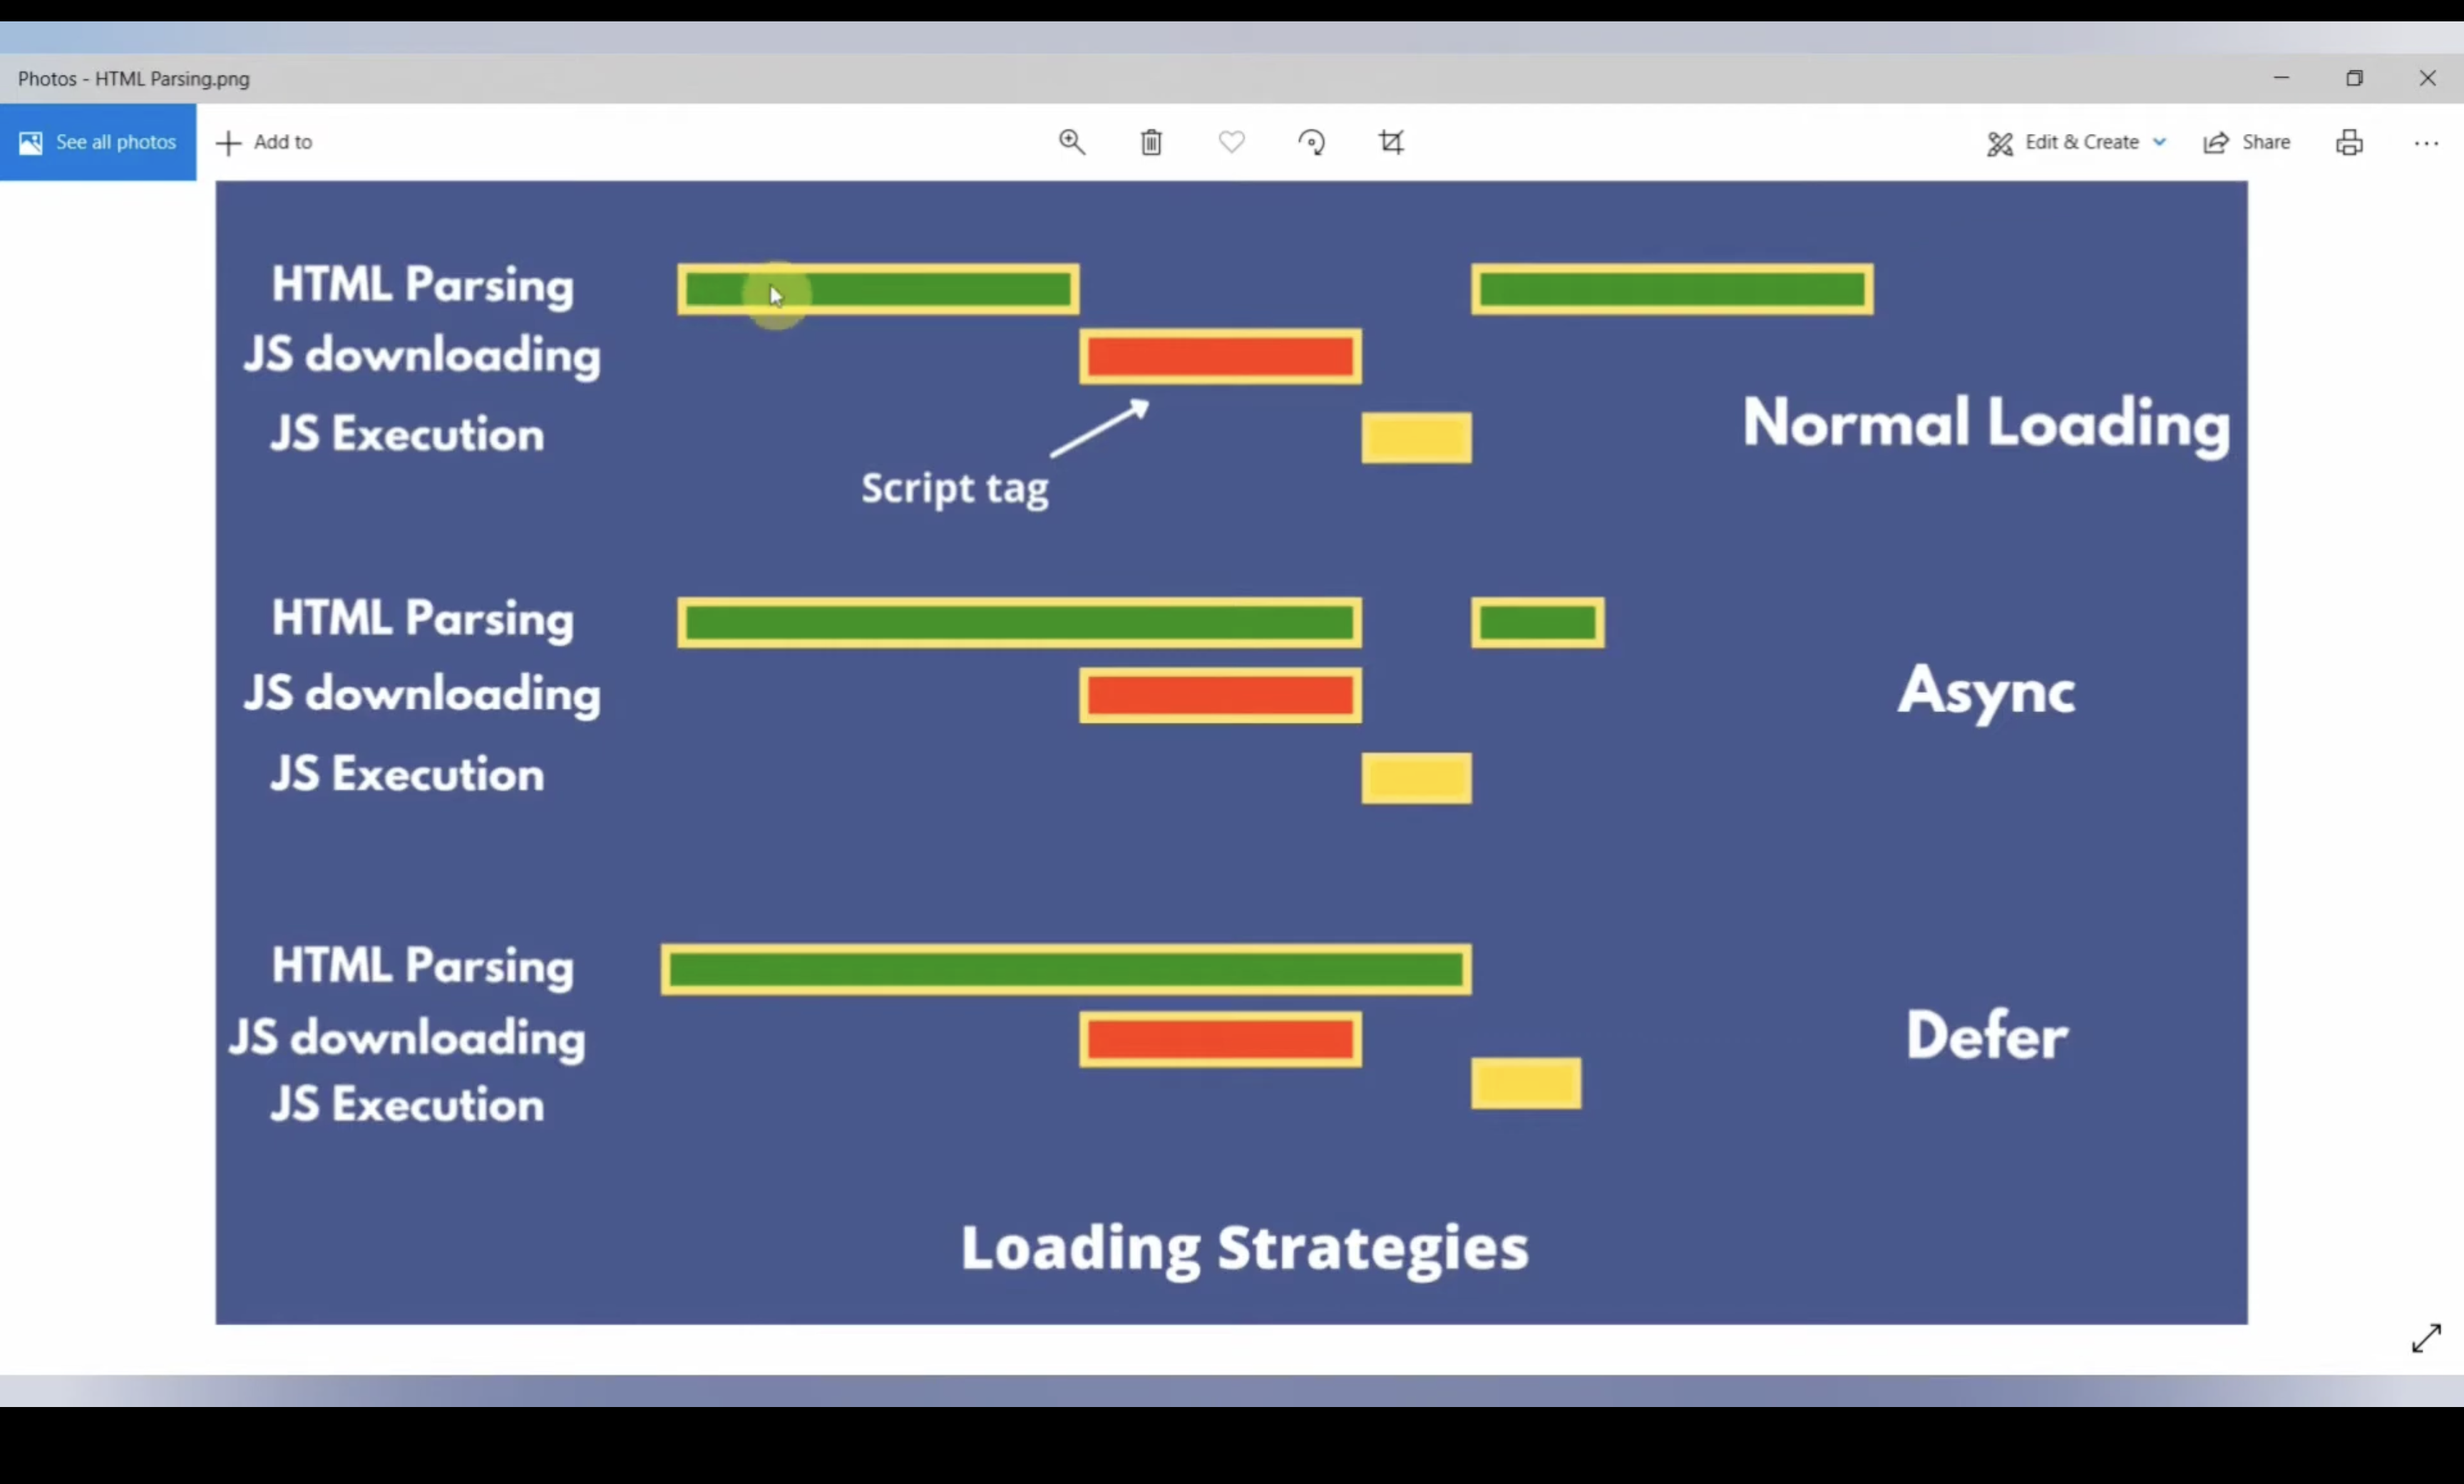 Photos - HTML Parsing.png
See all photos
Add to
Edit & Create
Share
HTML Parsing
JS downloading
JS Execution
Script tag
Normal Loading
HTML Parsing
JS downloading
JS Execution
Async
HTML Parsing
JS downloading
JS Execution
Defer
Loading Strategies